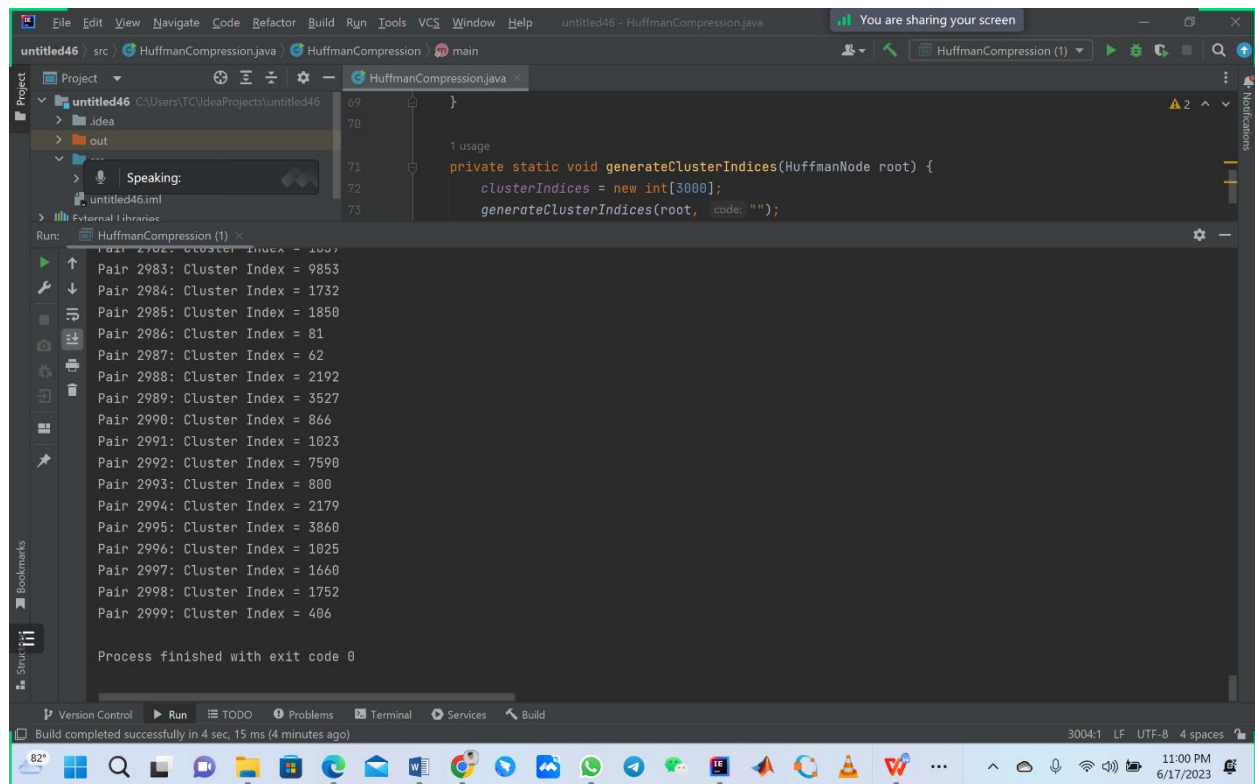 File Edit View Navigate Code Refactor Build Run Tools VCS Window Help untitled46 - HuffmanCompression.java
You are sharing your screen
untitled46 > src > HuffmanCompression.java > HuffmanCompression > main
HuffmanCompression (1)
Project
Project
HuffmanCompression.java
Notifications
untitled46 C:\Users\TC\IdeaProjects\untitled46
.idea
out
Speaking:
untitled46.iml
External Libraries
69 }
70
1 usage
71 private static void generateClusterIndices(HuffmanNode root) {
72 clusterIndices = new int[3000];
73 generateClusterIndices(root, code: "");
2
Run: HuffmanCompression (1)
Pair 2982: Cluster Index = 1039
Pair 2983: Cluster Index = 9853
Pair 2984: Cluster Index = 1732
Pair 2985: Cluster Index = 1850
Pair 2986: Cluster Index = 81
Pair 2987: Cluster Index = 62
Pair 2988: Cluster Index = 2192
Pair 2989: Cluster Index = 3527
Pair 2990: Cluster Index = 866
Pair 2991: Cluster Index = 1023
Pair 2992: Cluster Index = 7590
Pair 2993: Cluster Index = 800
Pair 2994: Cluster Index = 2179
Pair 2995: Cluster Index = 3860
Pair 2996: Cluster Index = 1025
Pair 2997: Cluster Index = 1660
Pair 2998: Cluster Index = 1752
Pair 2999: Cluster Index = 406
Process finished with exit code 0
Bookmarks
Structure
Version Control Run TODO Problems Terminal Services Build
Build completed successfully in 4 sec, 15 ms (4 minutes ago)
3004:1 LF UTF-8 4 spaces
82°
11:00 PM
6/17/2023